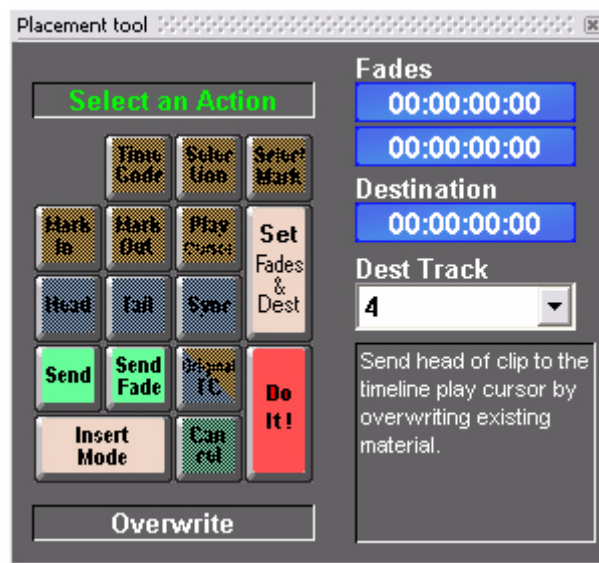 Placement tool
Select an Action
Time
Code
Selec
tion
Select
Mark
Mark
In
Mark
Out
Play
Cursor
Set
Fades
&
Dest
Head
Tail
Sync
Send
Send
Fade
Original
TC
Do
It!
Insert
Mode
Can
cel
Overwrite
Fades
00:00:00:00
00:00:00:00
Destination
00:00:00:00
Dest Track
4
Send head of clip to the
timeline play cursor by
overwriting existing
material.